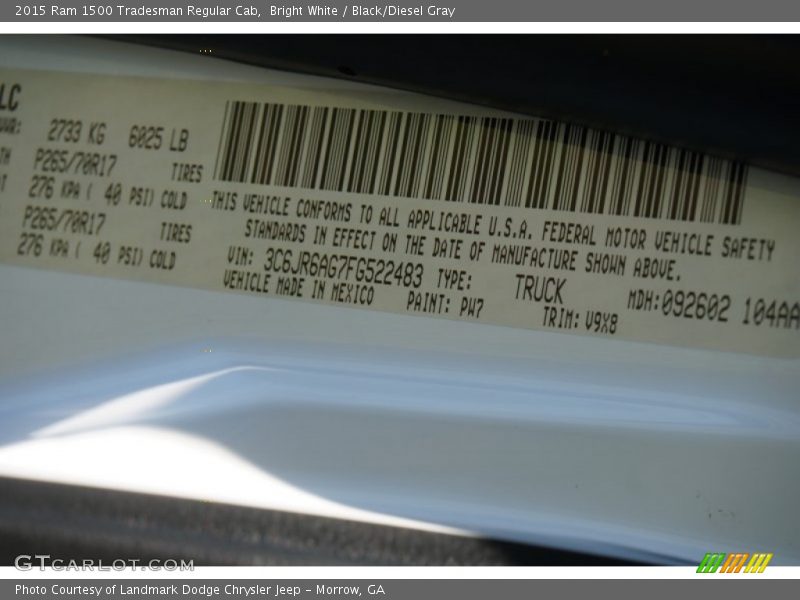 2015 Ram 1500 Tradesman Regular Cab, Bright White / Black/Diesel Gray
LC
2733 KG 6025 LB
P265/70R17 TIRES
276 KPA ( 40 PSI) COLD
P265/70R17 TIRES
276 KPA ( 40 PSI) COLD
THIS VEHICLE CONFORMS TO ALL APPLICABLE U.S.A. FEDERAL MOTOR VEHICLE SAFETY
STANDARDS IN EFFECT ON THE DATE OF MANUFACTURE SHOWN ABOVE.
VIN: 3C6JR6AG7FG522483 TYPE: TRUCK MDH:092602 104AA
VEHICLE MADE IN MEXICO PAINT: PW7 TRIM: V9X8
GTCARLOT.COM
Photo Courtesy of Landmark Dodge Chrysler Jeep - Morrow, GA